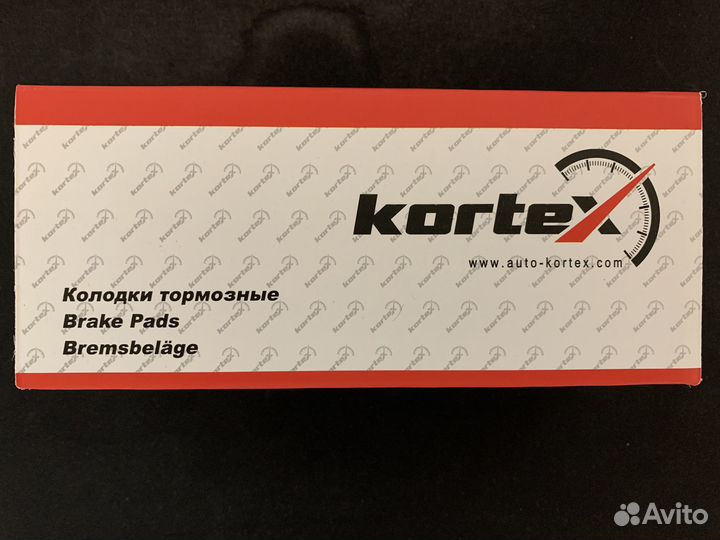 kortex
www.auto-kortex.com
Колодки тормозные
Brake Pads
Bremsbeläge
Avito